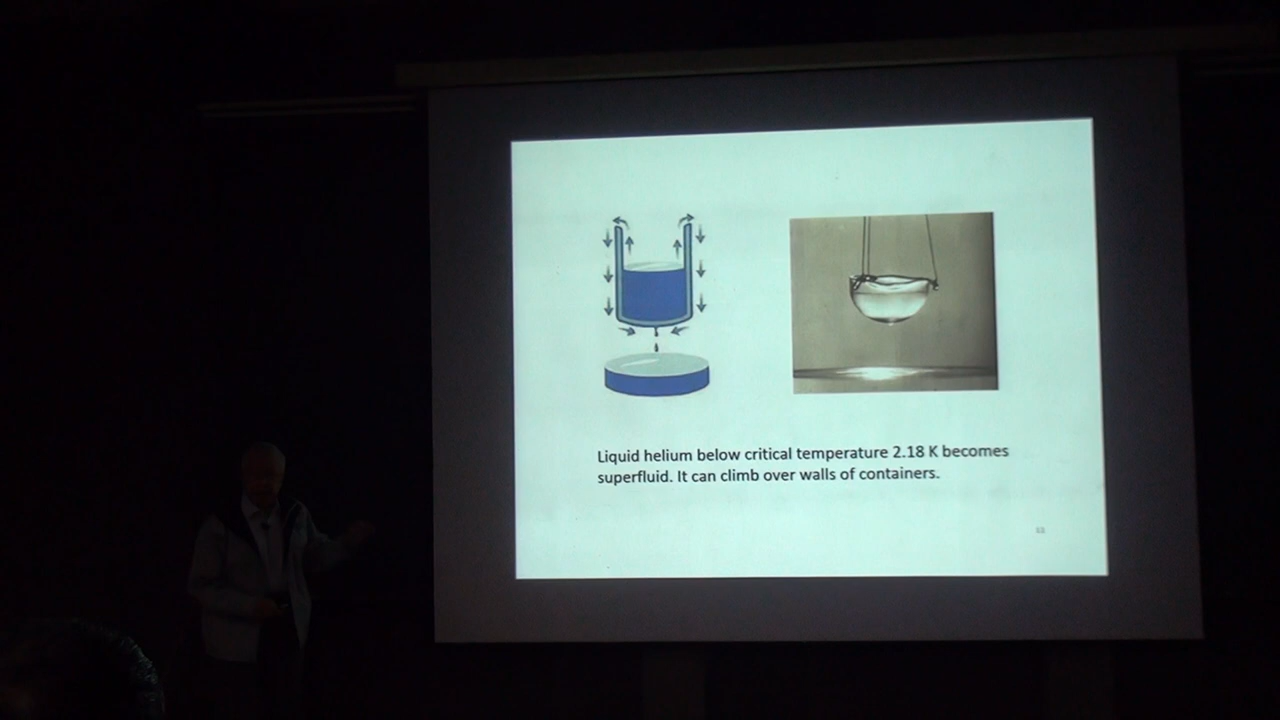 Liquid helium below critical temperature 2.18 K becomes
superfluid. It can climb over walls of containers.